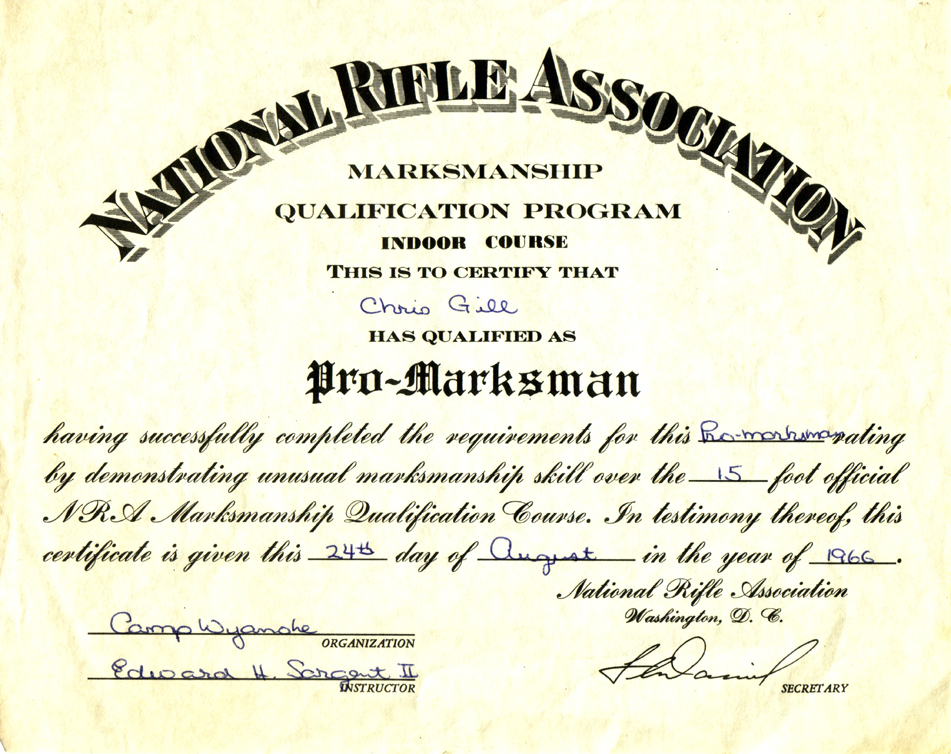 NATIONAL RIFLE ASSOCIATION
MARKSMANSHIP
QUALIFICATION PROGRAM
INDOOR COURSE
THIS IS TO CERTIFY THAT
Chris Gill
HAS QUALIFIED AS
Pro-Marksman
having successfully completed the requirements for this Pro-marksman rating
by demonstrating unusual marksmanship skill over the 15 foot official
NRA Marksmanship Qualification Course. In testimony thereof, this
certificate is given this 24th day of August in the year of 1966.
National Rifle Association
Washington, D. C.
Camp Wyanoke
ORGANIZATION
Edward H. Sargent II
INSTRUCTOR
SECRETARY